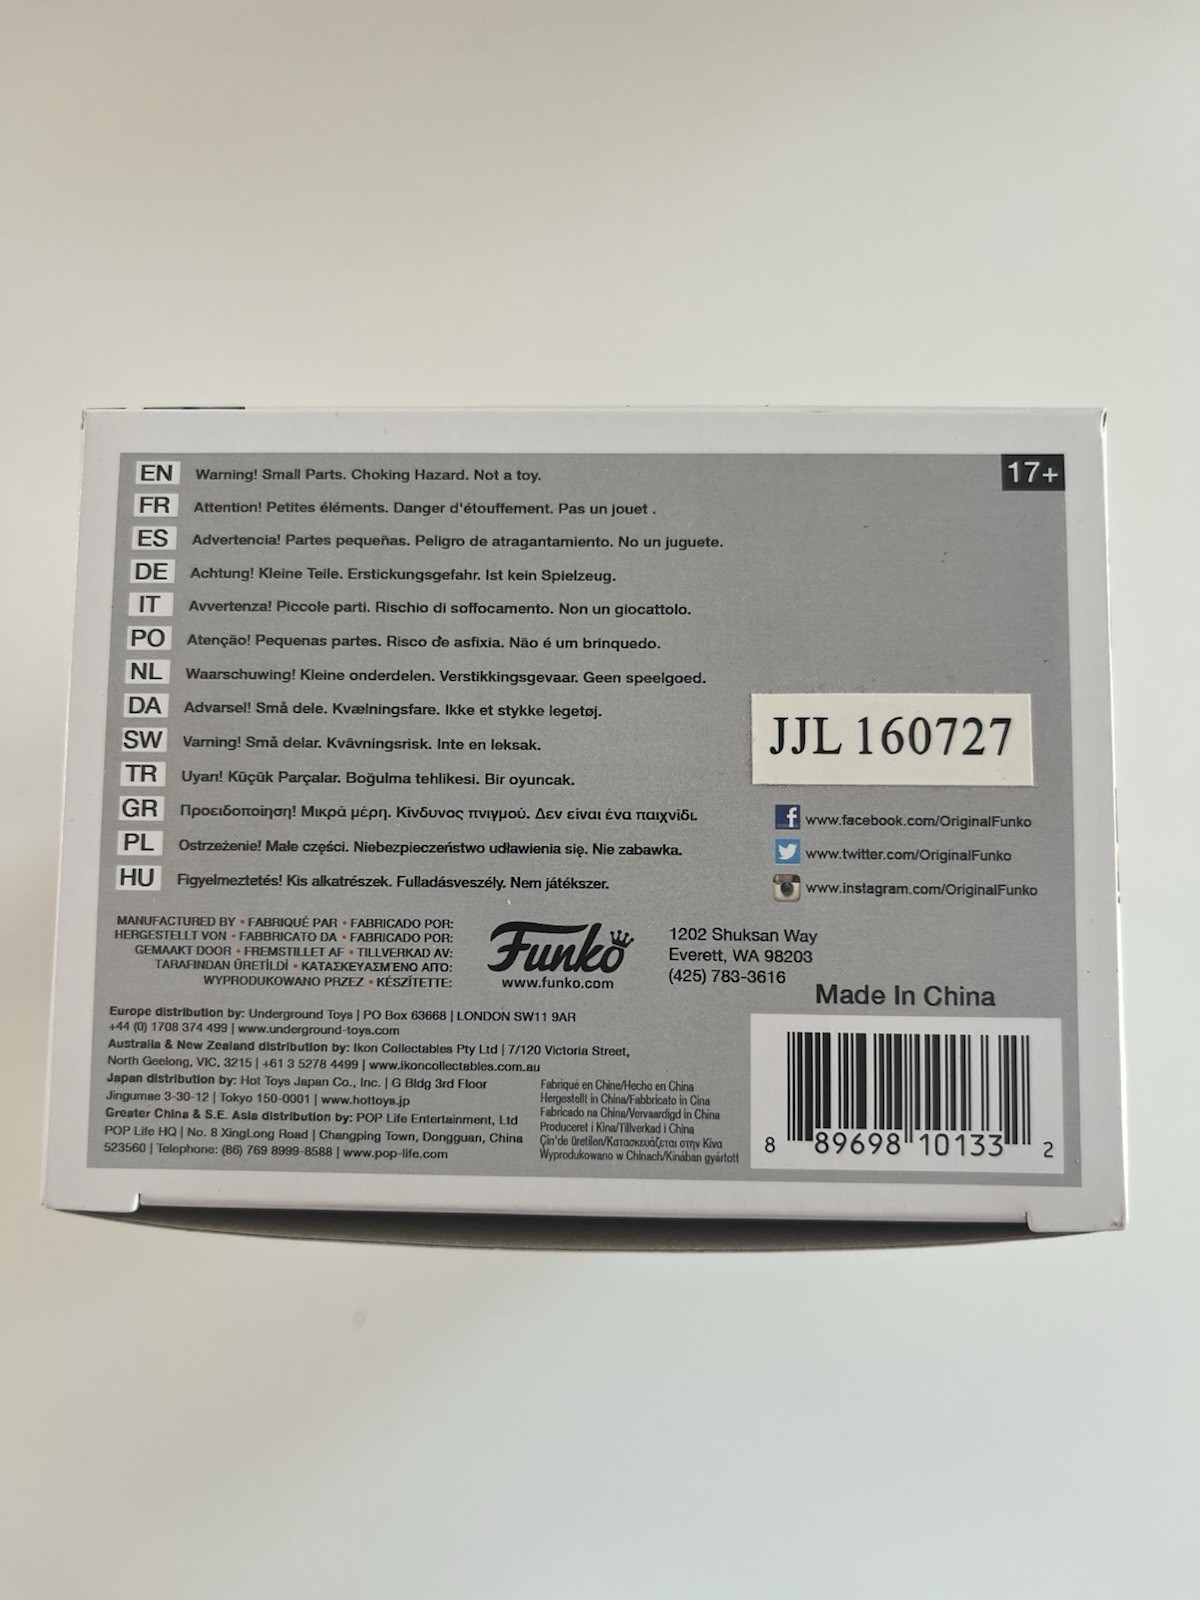 17+
EN Warning! Small Parts. Choking Hazard. Not a toy.
FR Attention! Petites éléments. Danger d'étouffement. Pas un jouet .
ES Advertencia! Partes pequeñas. Peligro de atragantamiento. No un juguete.
DE Achtung! Kleine Teile. Erstickungsgefahr. Ist kein Spielzeug.
IT Avvertenza! Piccole parti. Rischio di soffocamento. Non un giocattolo.
PO Atenção! Pequenas partes. Risco de asfixia. Não é um brinquedo.
NL Waarschuwing! Kleine onderdelen. Verstikkingsgevaar. Geen speelgoed.
DA Advarsel! Små dele. Kvælningsfare. Ikke et stykke legetøj.
SW Varning! Små delar. Kvävningsrisk. Inte en leksak.
TR Uyarı! Küçük Parçalar. Boğulma tehlikesi. Bir oyuncak.
GR Προειδοποίηση! Μικρά μέρη. Κίνδυνος πνιγμού. Δεν είναι ένα παιχνίδι.
PL Ostrzeżenie! Małe części. Niebezpieczeństwo udławienia się. Nie zabawka.
HU Figyelmeztetés! Kis alkatrészek. Fulladásveszély. Nem játékszer.
JJL 160727
www.facebook.com/OriginalFunko
www.twitter.com/OriginalFunko
www.instagram.com/OriginalFunko
MANUFACTURED BY • FABRIQUÉ PAR • FABRICADO POR:
HERGESTELLT VON • FABBRICATO DA • FABRICADO POR:
GEMAAKT DOOR • FREMSTILLET AF • TILLVERKAD AV:
TARAFINDAN ÜRETİLDİ • ΚΑΤΑΣΚΕΥΑΣΜΈΝΟ ΑΠΌ:
WYPRODUKOWANO PRZEZ • KÉSZÍTETTE:
Funko
www.funko.com
1202 Shuksan Way
Everett, WA 98203
(425) 783-3616
Made In China
Europe distribution by: Underground Toys | PO Box 63668 | LONDON SW11 9AR
+44 (0) 1708 374 499 | www.underground-toys.com
Australia & New Zealand distribution by: Ikon Collectables Pty Ltd | 7/120 Victoria Street,
North Geelong, VIC, 3215 | +61 3 5278 4499 | www.ikoncollectables.com.au
Japan distribution by: Hot Toys Japan Co., Inc. | G Bldg 3rd Floor
Jingumae 3-30-12 | Tokyo 150-0001 | www.hottoys.jp
Greater China & S.E. Asia distribution by: POP Life Entertainment, Ltd
POP Life HQ | No. 8 XingLong Road | Changping Town, Dongguan, China
523560 | Telephone: (86) 769 8999-8588 | www.pop-life.com
Fabriqué en Chine/Hecho en China
Hergestellt in China/Fabbricato in Cina
Fabricado na China/Vervaardigd in China
Produceret i Kina/Tillverkad i China
Çin'de üretilen/Κατασκευάζεται στην Κίνα
Wyprodukowano w Chinach/Kínában gyártott
8 89698 10133 2